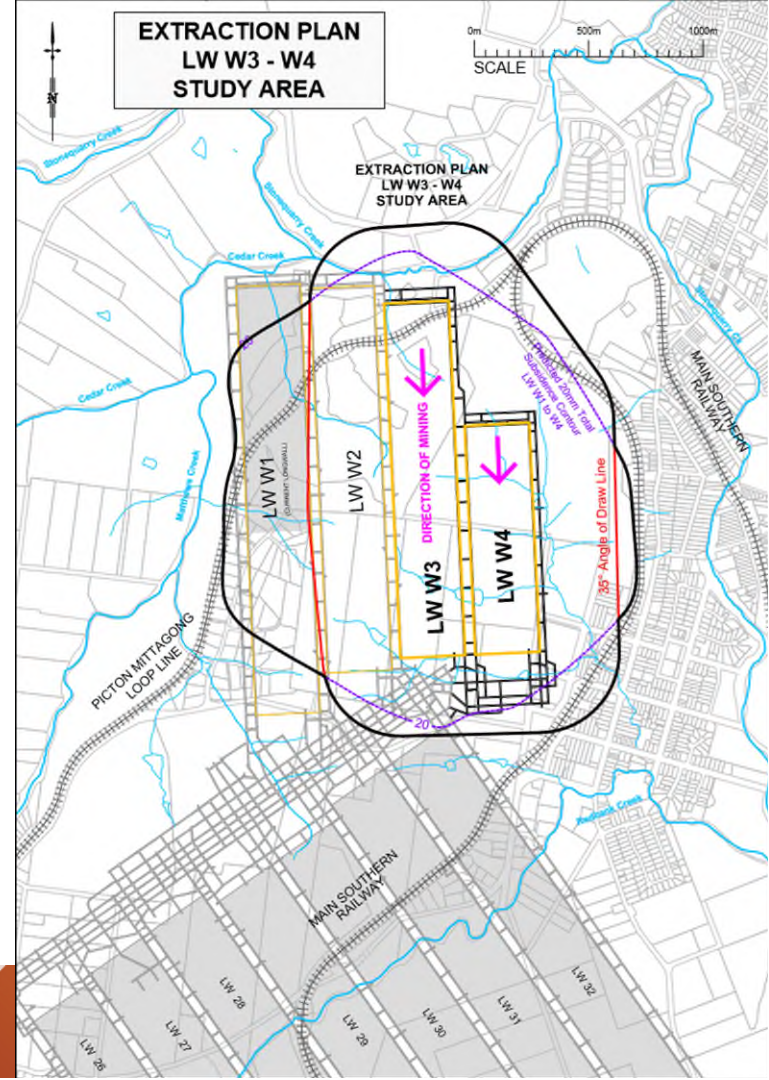 EXTRACTION PLAN
LW W3 - W4
STUDY AREA
0m
500m
1000m
SCALE
N
Stonequarry Creek
EXTRACTION PLAN
LW W3 - W4
STUDY AREA
Stonequarry Creek
Cedar Creek
Stonequarry Ck
20
MAIN SOUTHERN
RAILWAY
Predicted 20mm Total
Subsidence Contour
LW W1 to W4
Cedar Creek
Matthews Creek
LW W1
(CURRENT LONGWALL)
LW W2
DIRECTION OF MINING
LW W3
LW W4
35° Angle of Draw Line
PICTON MITTAGONG
LOOP LINE
20
Redbank Creek
MAIN SOUTHERN
RAILWAY
LW 26
LW 27
LW 28
LW 29
LW 30
LW 31
LW 32